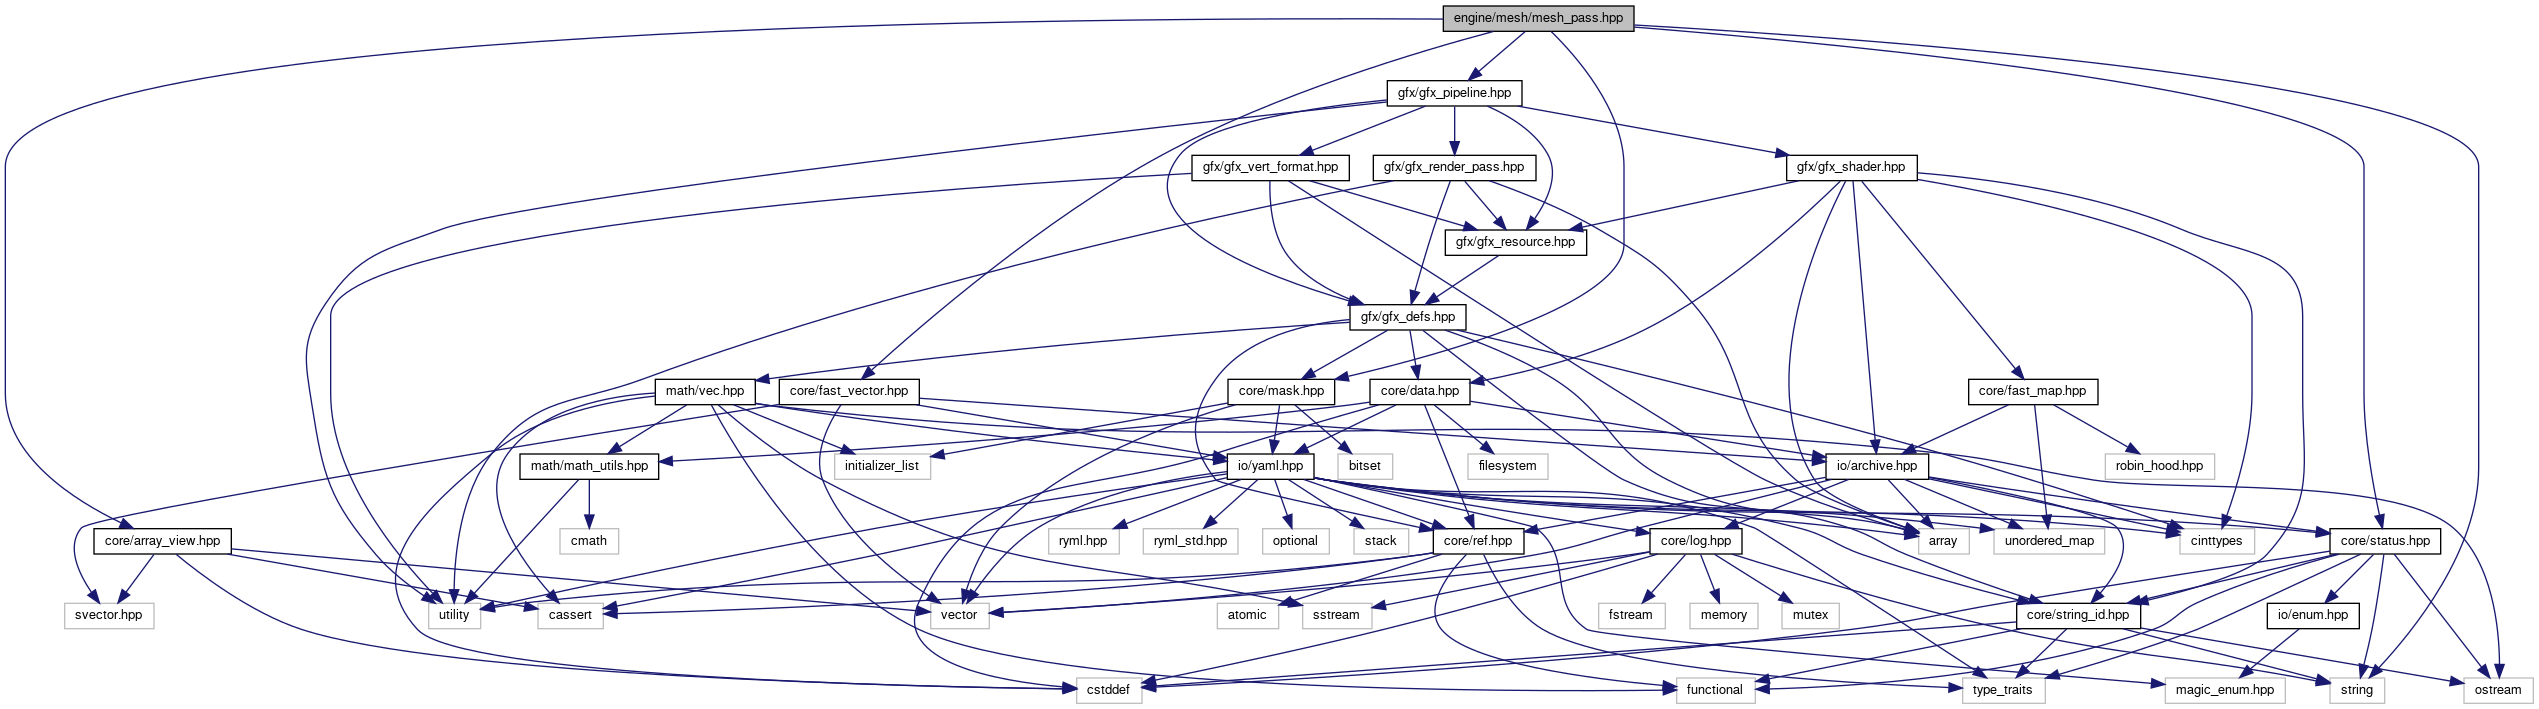 engine/mesh/mesh_pass.hpp
gfx/gfx_pipeline.hpp
gfx/gfx_vert_format.hpp
gfx/gfx_render_pass.hpp
gfx/gfx_shader.hpp
gfx/gfx_resource.hpp
gfx/gfx_defs.hpp
math/vec.hpp
core/fast_vector.hpp
core/mask.hpp
core/data.hpp
core/fast_map.hpp
math/math_utils.hpp
initializer_list
io/yaml.hpp
bitset
filesystem
io/archive.hpp
robin_hood.hpp
core/array_view.hpp
cmath
ryml.hpp
ryml_std.hpp
optional
stack
core/ref.hpp
core/log.hpp
array
unordered_map
cinttypes
core/status.hpp
svector.hpp
utility
cassert
vector
atomic
sstream
fstream
memory
mutex
core/string_id.hpp
io/enum.hpp
cstddef
functional
type_traits
magic_enum.hpp
string
ostream